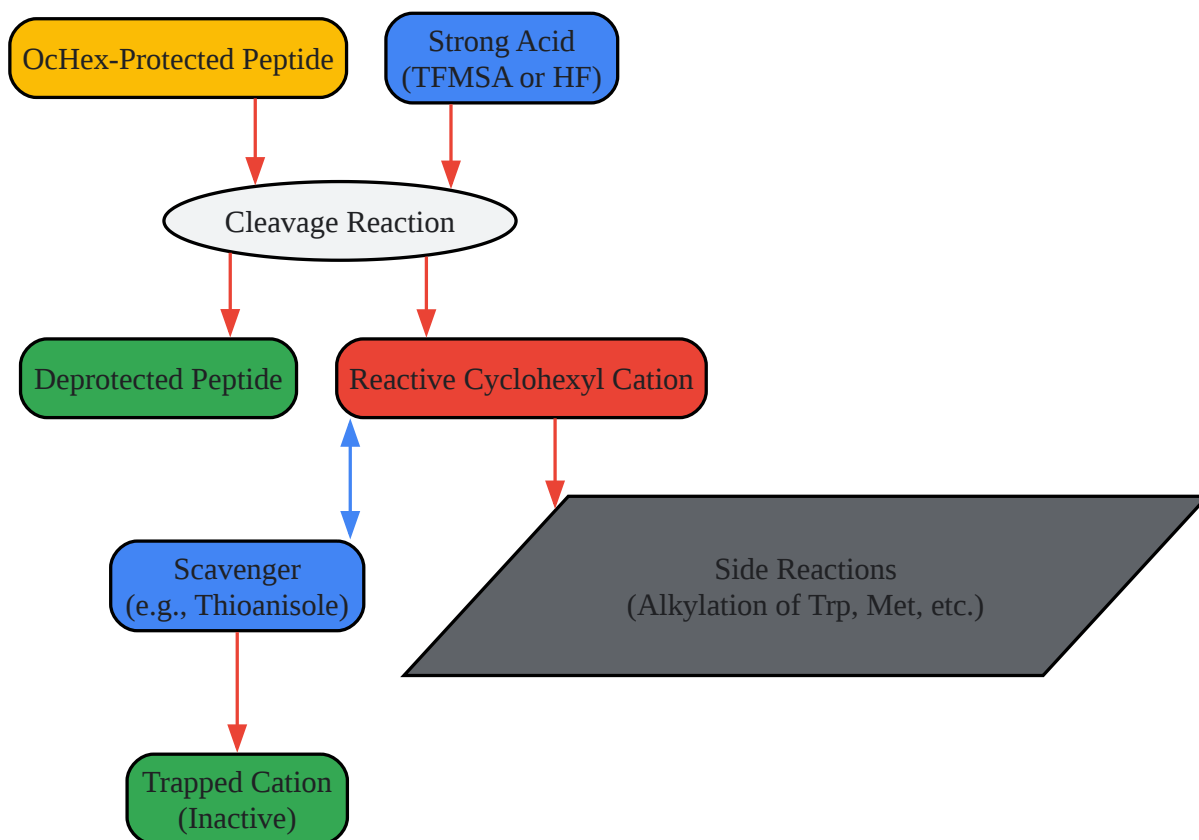 OcHex-Protected Peptide
Strong Acid
(TFMSA or HF)
Cleavage Reaction
Deprotected Peptide
Reactive Cyclohexyl Cation
Scavenger
(e.g., Thioanisole)
Side Reactions
(Alkylation of Trp, Met, etc.)
Trapped Cation
(Inactive)